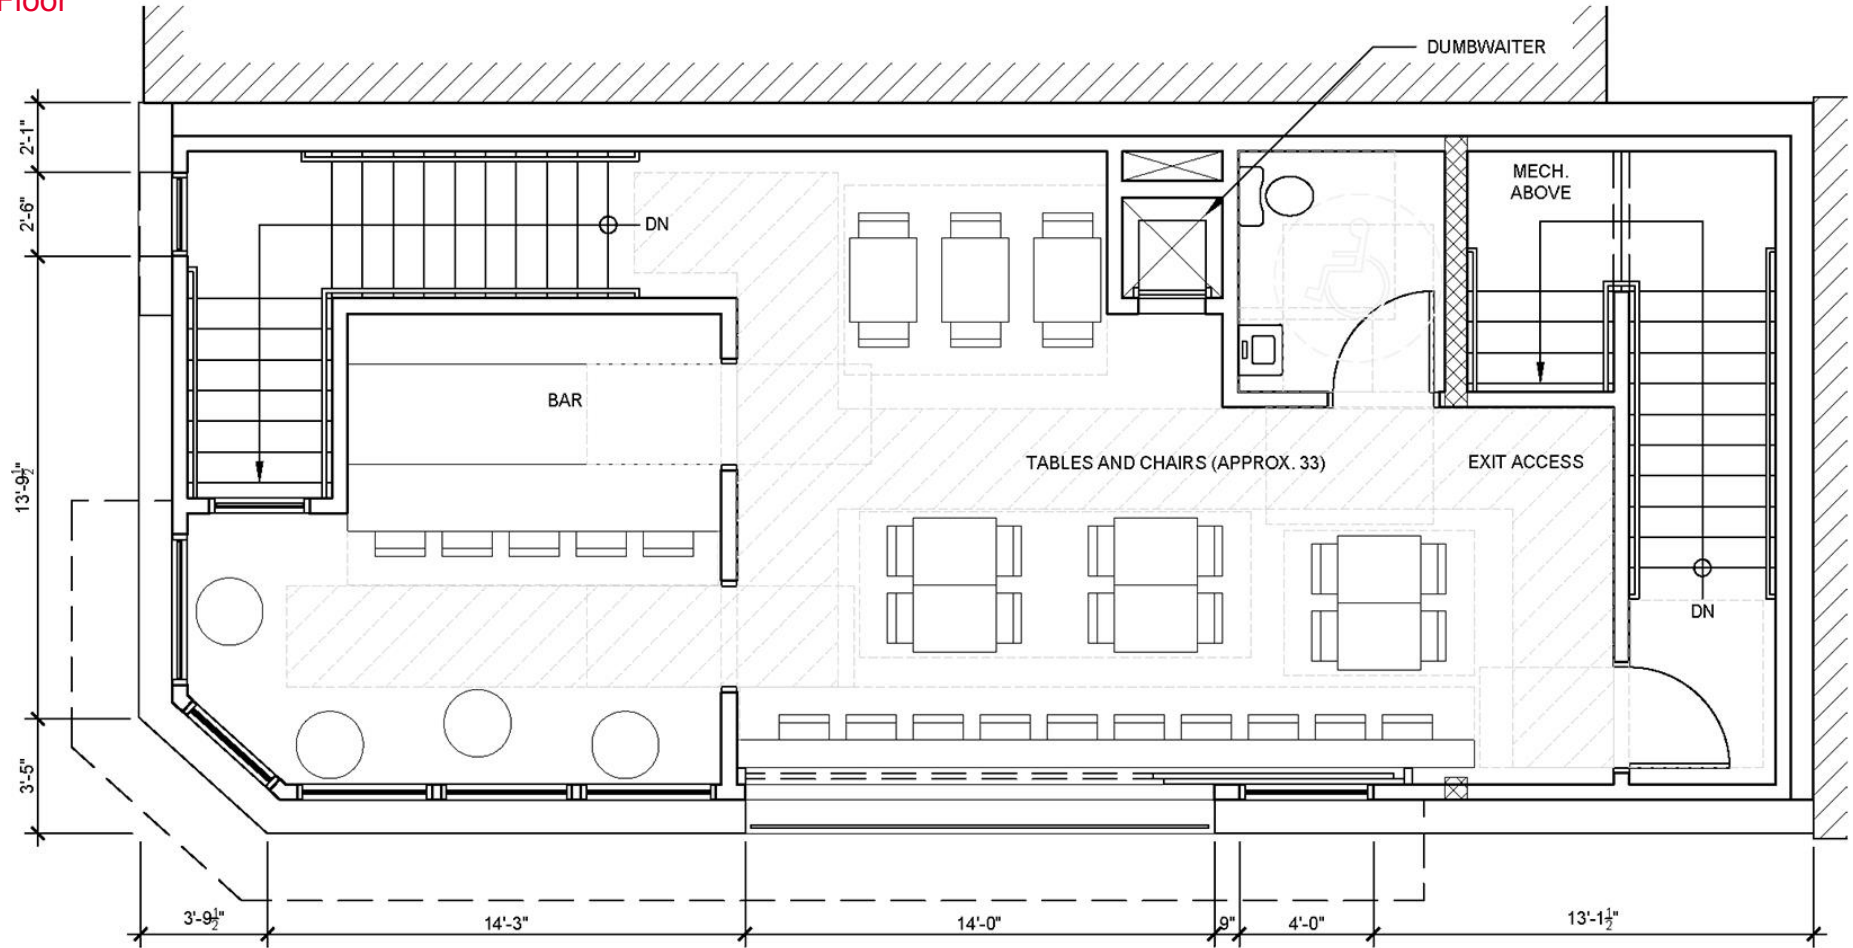 Floor
DUMBWAITER
2'-1"
MECH.
ABOVE
2'-6"
DN
BAR
TABLES AND CHAIRS (APPROX. 33)
EXIT ACCESS
13'-9½"
DN
3'-5"
3'-9½"
14'-3"
14'-0"
9"
4'-0"
13'-1½"